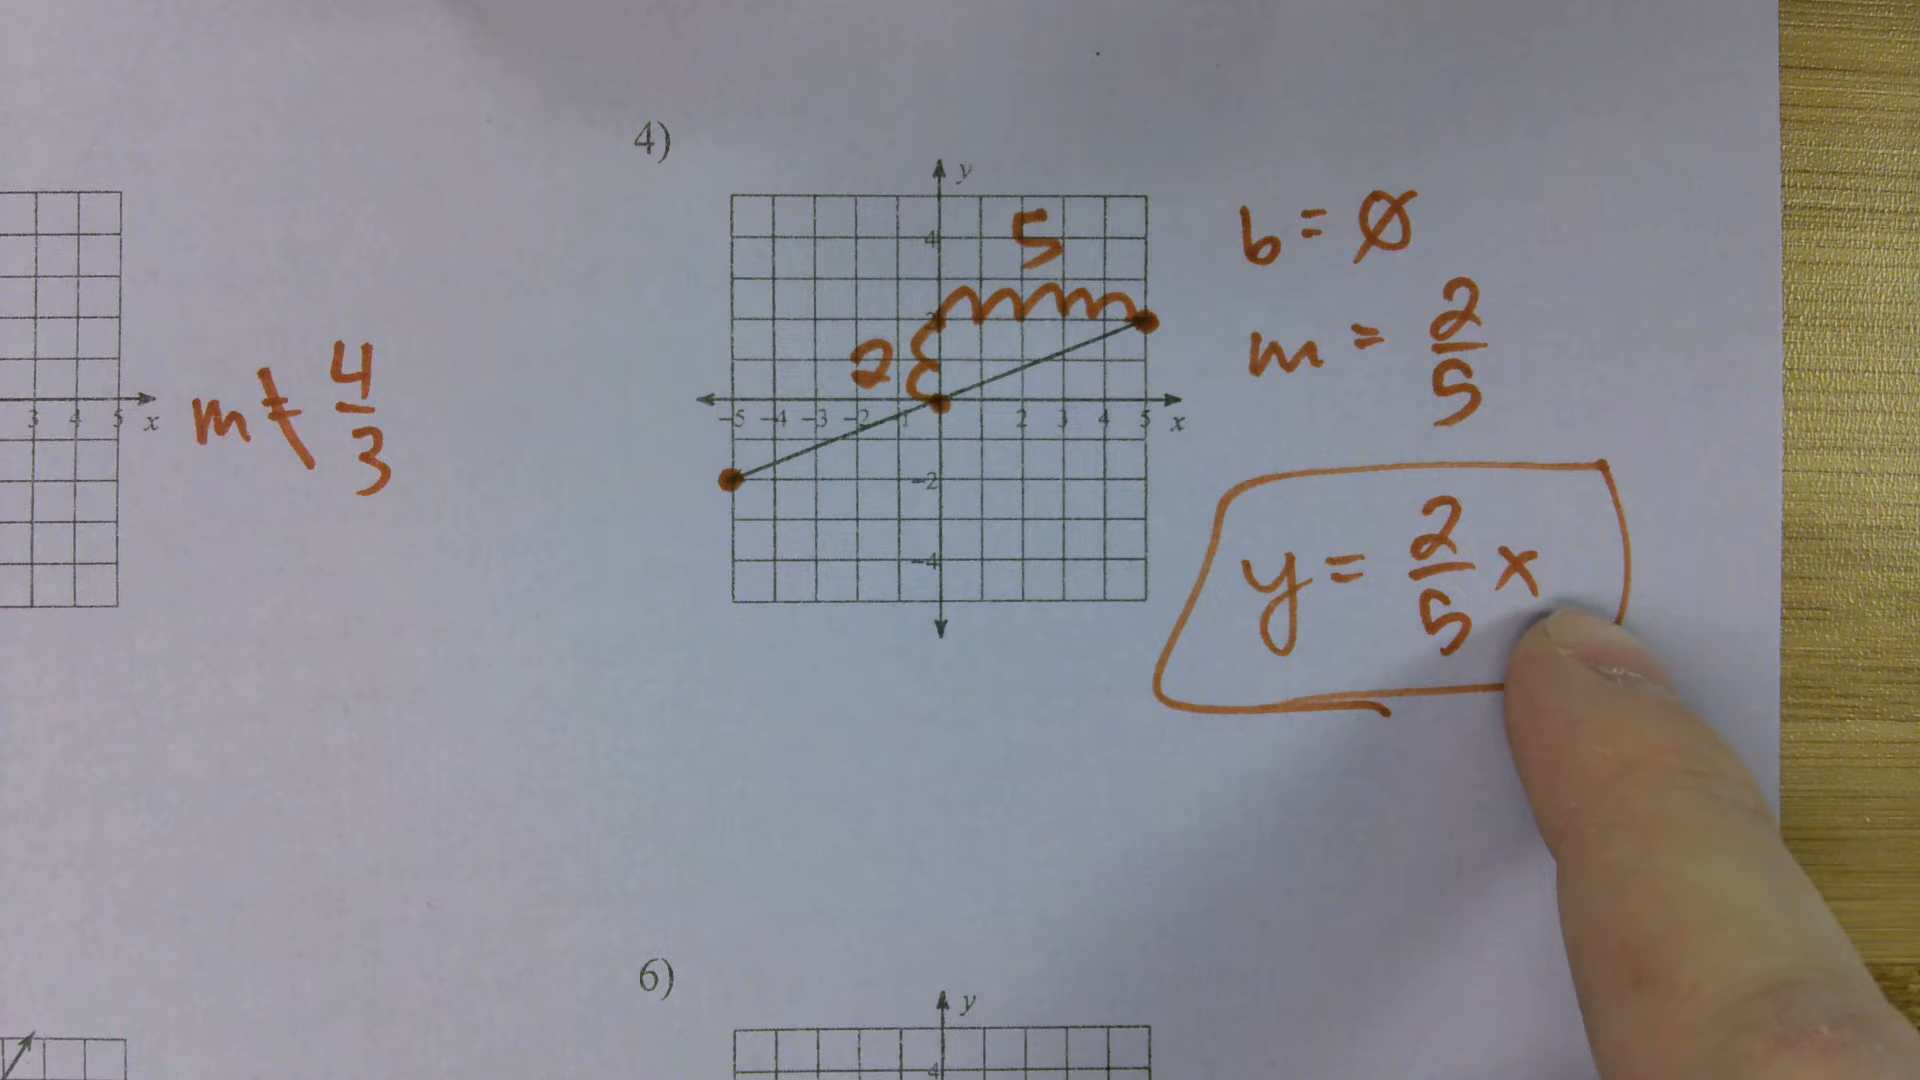 4)
y
4
5
2
2
-5 -4 -3 -2 1 2 3 4 5 x
-2
-4
b = Ø
m = 2/5
y = 2/5 x
3 4 5 x
m ≠ 4/3
6)
y
4